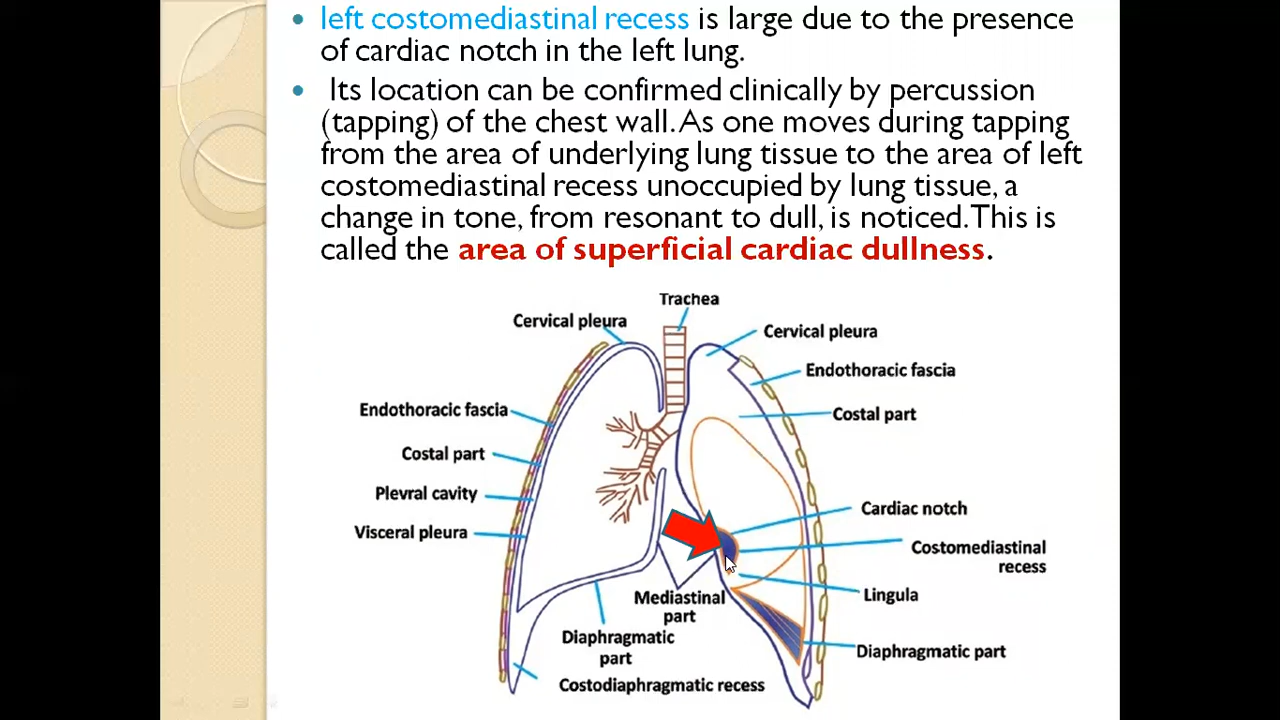 left costomediastinal recess is large due to the presence
of cardiac notch in the left lung.
Its location can be confirmed clinically by percussion
(tapping) of the chest wall. As one moves during tapping
from the area of underlying lung tissue to the area of left
costomediastinal recess unoccupied by lung tissue, a
change in tone, from resonant to dull, is noticed. This is
called the area of superficial cardiac dullness.
Trachea
Cervical pleura
Cervical pleura
Endothoracic fascia
Endothoracic fascia
Costal part
Costal part
Plevral cavity
Cardiac notch
Visceral pleura
Costomediastinal
recess
Lingula
Mediastinal
part
Diaphragmatic
part
Diaphragmatic part
Costodiaphragmatic recess